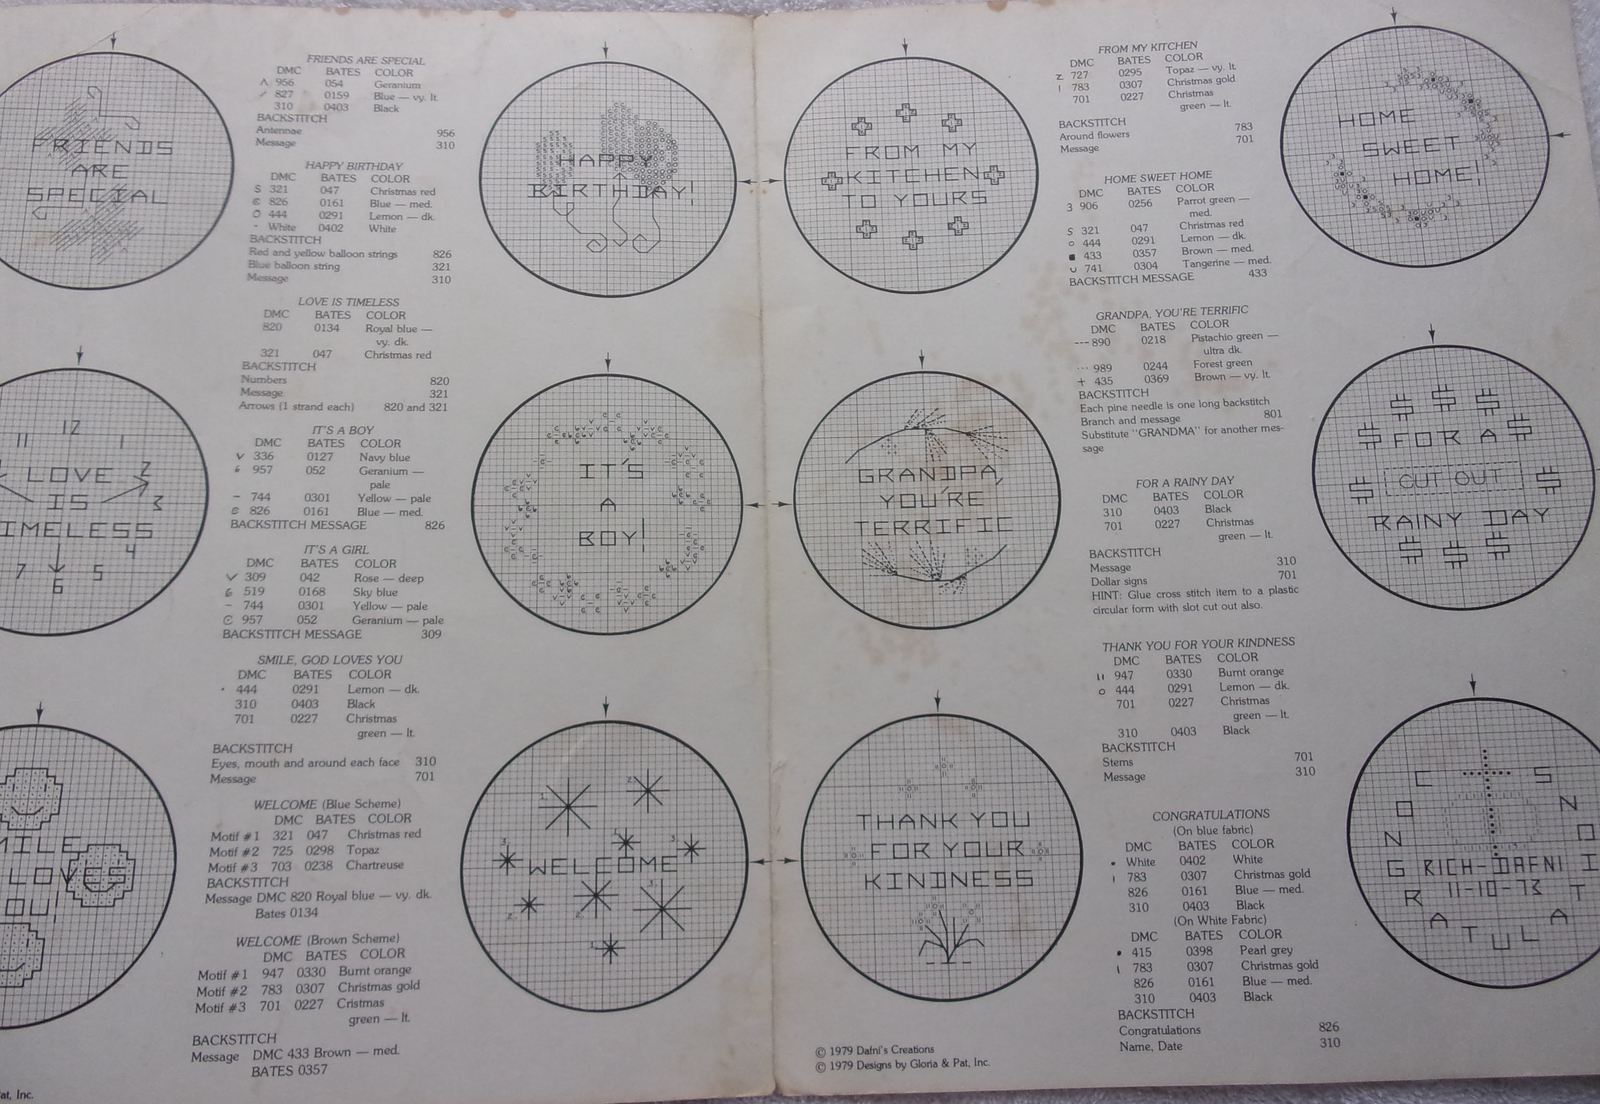 FRIENDS
ARE
SPECIAL
12
11
1
2
LOVE
IS
3
TIMELESS
4
7
5
6
SMILE
LOV
YOU!
at, Inc.
FRIENDS ARE SPECIAL
DMC BATES COLOR
956 054 Geranium
827 0159 Blue — vy. lt.
310 0403 Black
BACKSTITCH
Antennae 956
Message 310
HAPPY BIRTHDAY
DMC BATES COLOR
S 321 047 Christmas red
C 826 0161 Blue — med.
O 444 0291 Lemon — dk.
- White 0402 White
BACKSTITCH
Red and yellow balloon strings 826
Blue balloon string 321
Message 310
LOVE IS TIMELESS
DMC BATES COLOR
820 0134 Royal blue —
vy. dk.
321 047 Christmas red
BACKSTITCH
Numbers 820
Message 321
Arrows (1 strand each) 820 and 321
IT'S A BOY
DMC BATES COLOR
V 336 0127 Navy blue
6 957 052 Geranium —
pale
– 744 0301 Yellow — pale
C 826 0161 Blue — med.
BACKSTITCH MESSAGE 826
IT'S A GIRL
DMC BATES COLOR
V 309 042 Rose — deep
6 519 0168 Sky blue
– 744 0301 Yellow — pale
C 957 052 Geranium — pale
BACKSTITCH MESSAGE 309
SMILE, GOD LOVES YOU
DMC BATES COLOR
· 444 0291 Lemon — dk.
310 0403 Black
701 0227 Christmas
green — lt.
BACKSTITCH
Eyes, mouth and around each face 310
Message 701
WELCOME (Blue Scheme)
DMC BATES COLOR
Motif #1 321 047 Christmas red
Motif #2 725 0298 Topaz
Motif #3 703 0238 Chartreuse
BACKSTITCH
Message DMC 820 Royal blue — vy. dk.
Bates 0134
WELCOME (Brown Scheme)
DMC BATES COLOR
Motif #1 947 0330 Burnt orange
Motif #2 783 0307 Christmas gold
Motif #3 701 0227 Cristmas
green — lt.
BACKSTITCH
Message DMC 433 Brown — med.
BATES 0357
HAPPY
BIRTHDAY!
IT'S
A
BOY!
WELCOME
FROM MY
KITCHEN
TO YOURS
GRANDPA,
YOU'RE
TERRIFIC
THANK YOU
FOR YOUR
KINDNESS
© 1979 Dafni's Creations
© 1979 Designs by Gloria & Pat, Inc.
FROM MY KITCHEN
DMC BATES COLOR
Z 727 0295 Topaz — vy. lt.
I 783 0307 Christmas gold
701 0227 Christmas
green — lt.
BACKSTITCH
Around flowers 783
Message 701
HOME SWEET HOME
DMC BATES COLOR
3 906 0256 Parrot green —
med.
S 321 047 Christmas red
o 444 0291 Lemon — dk.
■ 433 0357 Brown — med.
U 741 0304 Tangerine — med.
BACKSTITCH MESSAGE 433
GRANDPA, YOU'RE TERRIFIC
DMC BATES COLOR
--- 890 0218 Pistachio green —
ultra dk.
··· 989 0244 Forest green
+ 435 0369 Brown — vy. lt.
BACKSTITCH
Each pine needle is one long backstitch
Branch and message 801
Substitute "GRANDMA" for another mes-
sage
FOR A RAINY DAY
DMC BATES COLOR
310 0403 Black
701 0227 Christmas
green — lt.
BACKSTITCH
Message 310
Dollar signs 701
HINT: Glue cross stitch item to a plastic
circular form with slot cut out also.
THANK YOU FOR YOUR KINDNESS
DMC BATES COLOR
II 947 0330 Burnt orange
o 444 0291 Lemon — dk.
701 0227 Christmas
green — lt.
310 0403 Black
BACKSTITCH
Stems 701
Message 310
CONGRATULATIONS
(On blue fabric)
DMC BATES COLOR
• White 0402 White
I 783 0307 Christmas gold
826 0161 Blue — med.
310 0403 Black
(On White Fabric)
DMC BATES COLOR
• 415 0398 Pearl grey
I 783 0307 Christmas gold
826 0161 Blue — med.
310 0403 Black
BACKSTITCH
Congratulations 826
Name, Date 310
HOME
SWEET
HOME!
$ $ $
$ FOR A $
$ CUT OUT $
RAINY DAY
$ $ $
CONGRATULATIONS
RICH-DAFNI
11-10-73